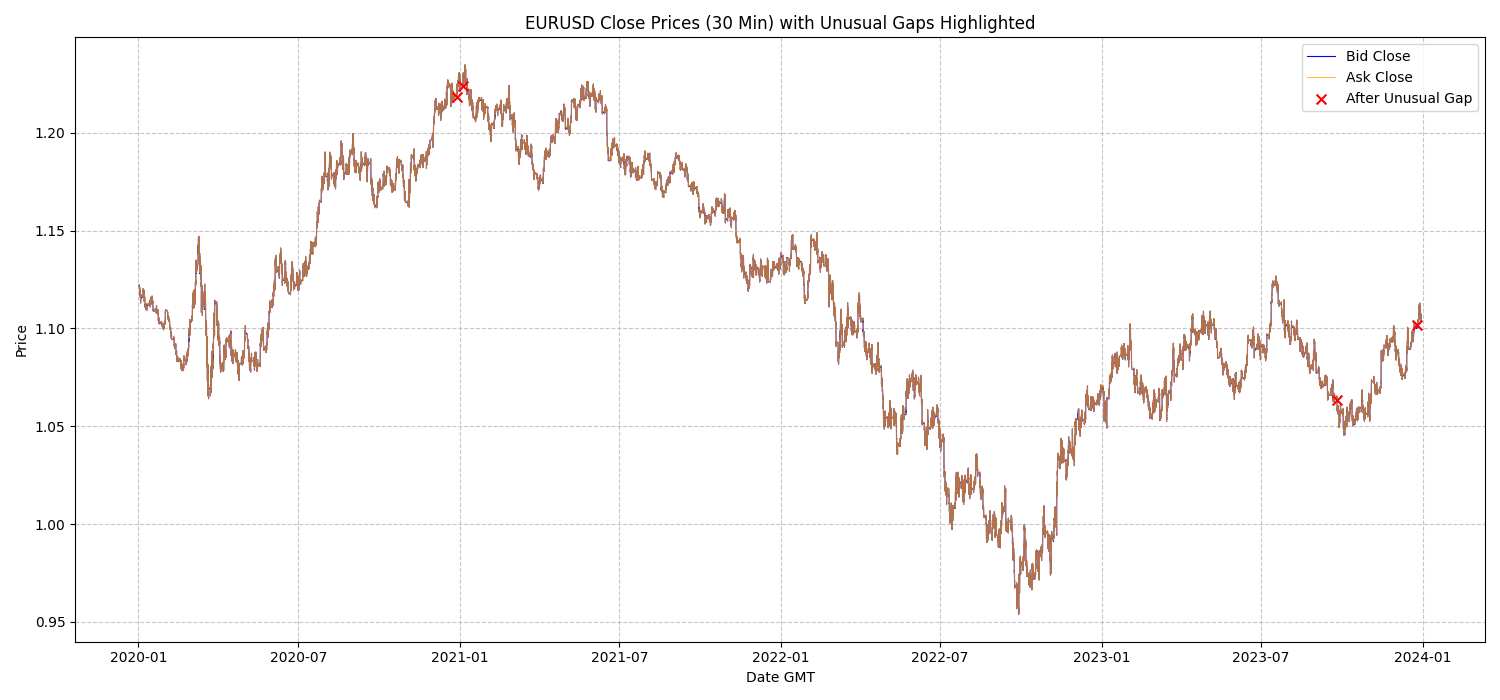 EURUSD Close Prices (30 Min) with Unusual Gaps Highlighted
Bid Close
Ask Close
After Unusual Gap
Price
1.20
1.15
1.10
1.05
1.00
0.95
2020-01
2020-07
2021-01
2021-07
2022-01
2022-07
2023-01
2023-07
2024-01
Date GMT